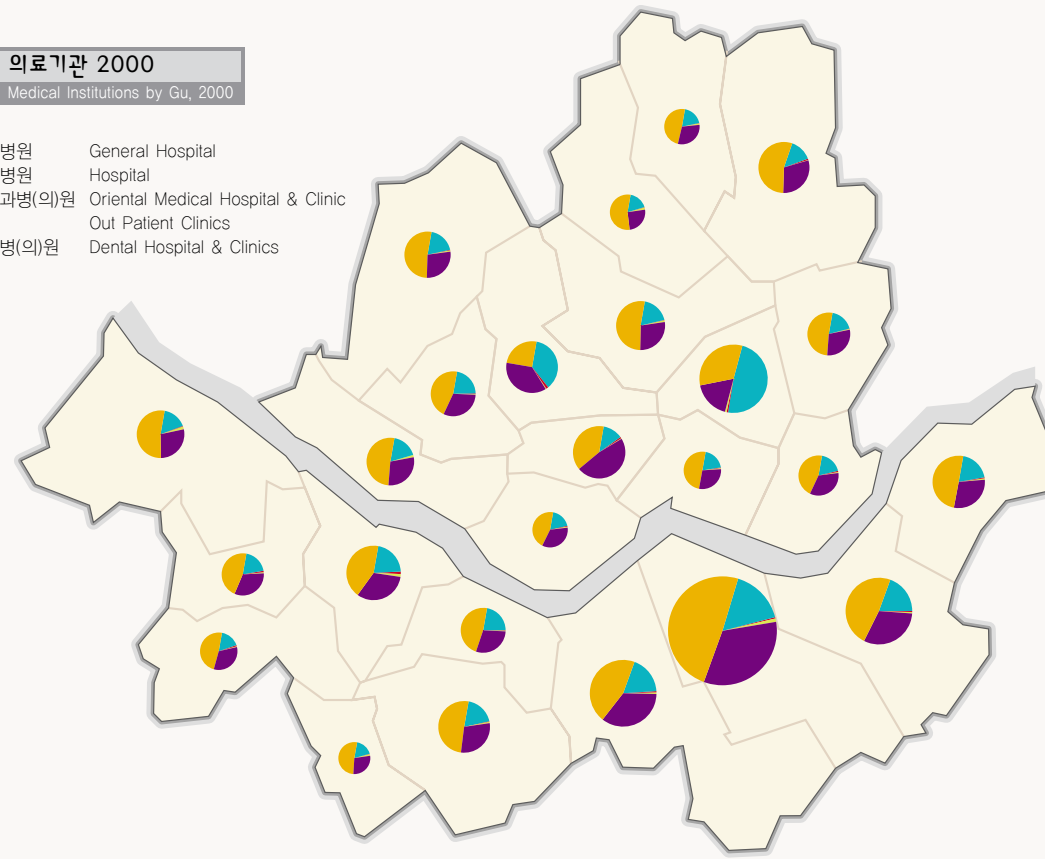 의료기관 2000
Medical Institutions by Gu, 2000
병원 General Hospital
병원 Hospital
과병(의)원 Oriental Medical Hospital & Clinic
Out Patient Clinics
병(의)원 Dental Hospital & Clinics